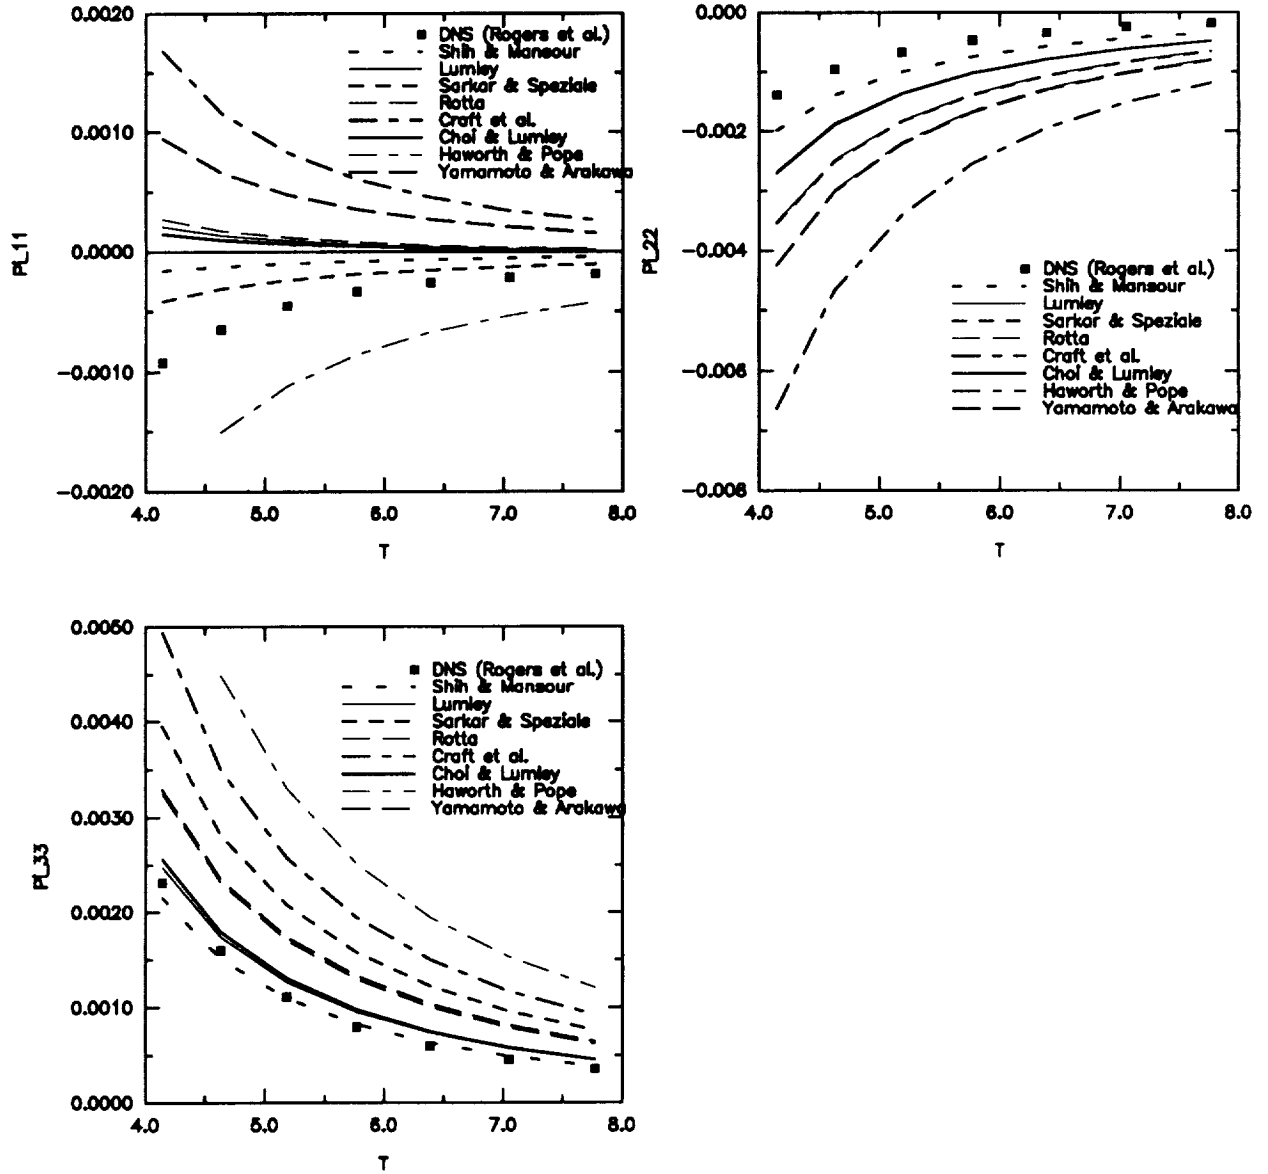 0.0020
0.0010
0.0000
−0.0010
−0.0020
PI_11
DNS (Rogers et al.)
Shih & Mansour
Lumley
Sarkar & Speziale
Rotta
Craft et al.
Choi & Lumley
Haworth & Pope
Yamamoto & Arakawa
4.0 5.0 6.0 7.0 8.0
T
0.000
−0.002
−0.004
−0.006
−0.008
PI_22
DNS (Rogers et al.)
Shih & Mansour
Lumley
Sarkar & Speziale
Rotta
Craft et al.
Choi & Lumley
Haworth & Pope
Yamamoto & Arakawa
4.0 5.0 6.0 7.0 8.0
T
0.0050
0.0040
0.0030
0.0020
0.0010
0.0000
PI_33
DNS (Rogers et al.)
Shih & Mansour
Lumley
Sarkar & Speziale
Rotta
Craft et al.
Choi & Lumley
Haworth & Pope
Yamamoto & Arakawa
4.0 5.0 6.0 7.0 8.0
T